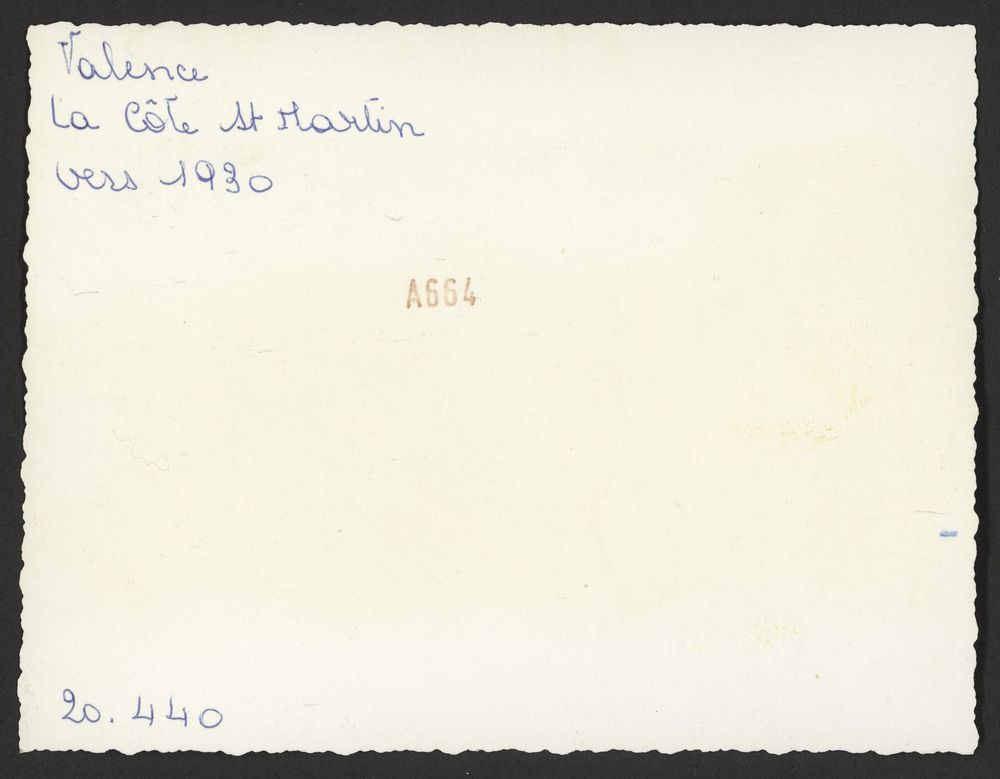 Valence
La Côte St Martin
vers 1930
A664
20.440